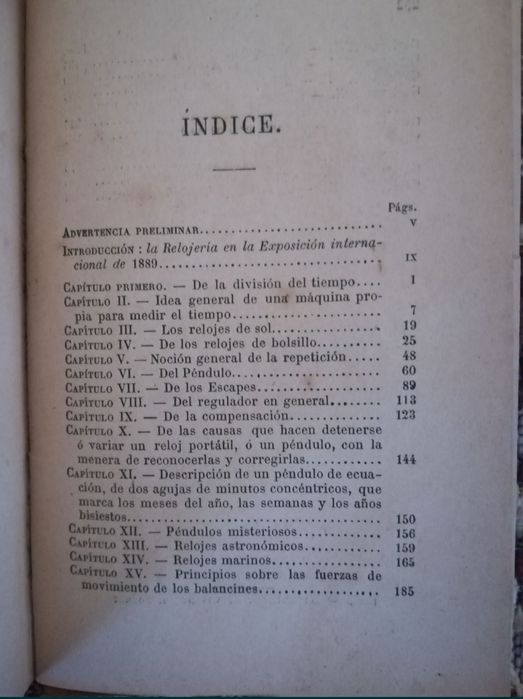 ÍNDICE.
Págs.
ADVERTENCIA PRELIMINAR............................ V
INTRODUCCIÓN : la Relojería en la Exposición interna-
cional de 1889................................. IX
CAPÍTULO PRIMERO. — De la división del tiempo.... 1
CAPÍTULO II. — Idea general de una máquina pro-
pia para medir el tiempo...................... 7
CAPÍTULO III. — Los relojes de sol................ 19
CAPÍTULO IV. — De los relojes de bolsillo.......... 25
CAPÍTULO V. — Noción general de la repetición..... 48
CAPÍTULO VI. — Del Péndulo...................... 60
CAPÍTULO VII. — De los Escapes.................. 89
CAPÍTULO VIII. — Del regulador en general........ 113
CAPÍTULO IX. — De la compensación.............. 123
CAPÍTULO X. — De las causas que hacen detenerse
ó variar un reloj portátil, ó un péndulo, con la
menera de reconocerlas y corregirlas............ 144
CAPÍTULO XI. — Descripción de un péndulo de ecua-
ción, de dos agujas de minutos concéntricos, que
marca los meses del año, las semanas y los años
bisiestos...................................... 150
CAPÍTULO XII. — Péndulos misteriosos............. 156
CAPÍTULO XIII. — Relojes astronómicos............ 159
CAPÍTULO XIV. — Relojes marinos................ 165
CAPÍTULO XV. — Principios sobre las fuerzas de
movimiento de los balancines................... 185